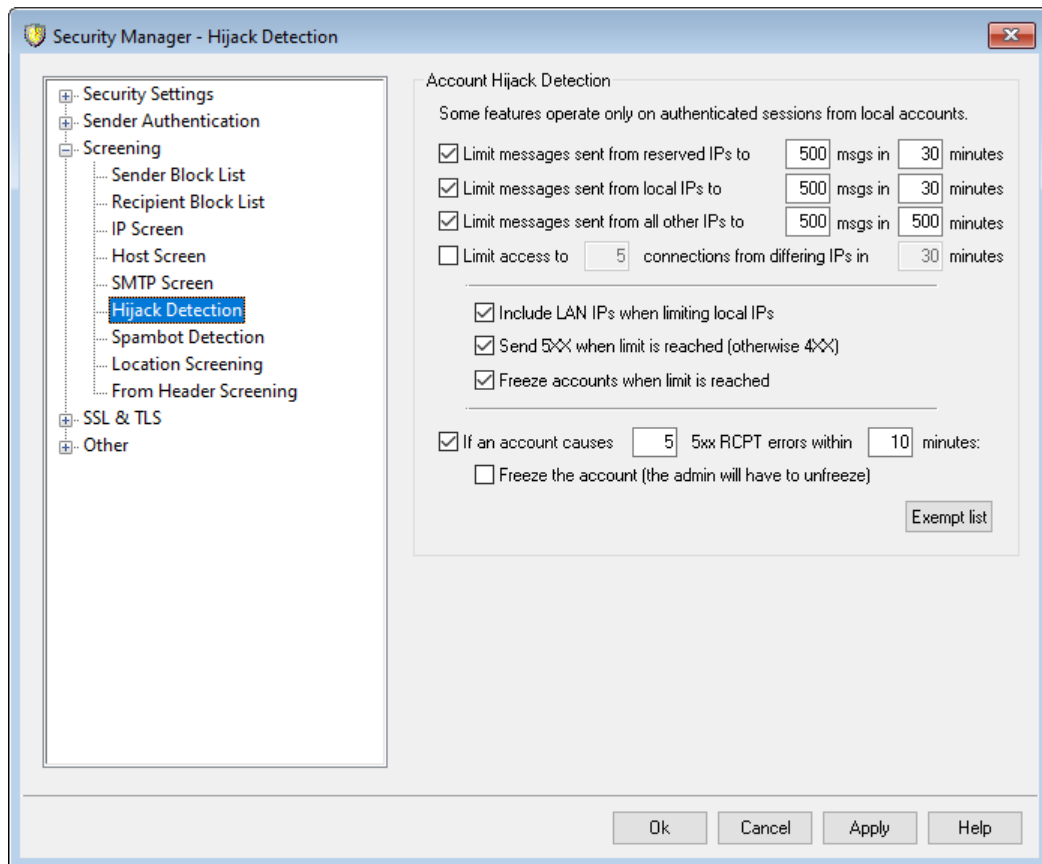 Security Manager - Hijack Detection
Security Settings
Sender Authentication
Screening
Sender Block List
Recipient Block List
IP Screen
Host Screen
SMTP Screen
Hijack Detection
Spambot Detection
Location Screening
From Header Screening
SSL & TLS
Other
Account Hijack Detection
Some features operate only on authenticated sessions from local accounts.
Limit messages sent from reserved IPs to 500 msgs in 30 minutes
Limit messages sent from local IPs to 500 msgs in 30 minutes
Limit messages sent from all other IPs to 500 msgs in 500 minutes
Limit access to 5 connections from differing IPs in 30 minutes
Include LAN IPs when limiting local IPs
Send 5XX when limit is reached (otherwise 4XX)
Freeze accounts when limit is reached
If an account causes 5 5xx RCPT errors within 10 minutes:
Freeze the account (the admin will have to unfreeze)
Exempt list
Ok Cancel Apply Help